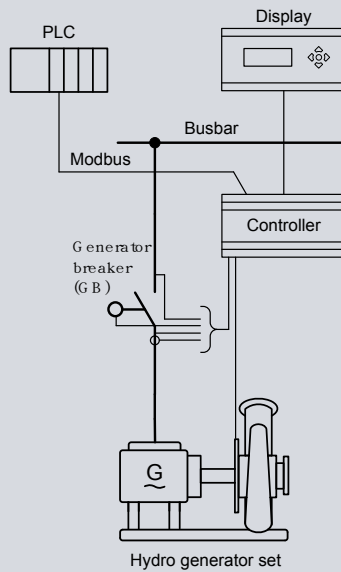 Display
PLC
Busbar
Modbus
Controller
Generator
breaker
(GB)
G
~
Hydro generator set